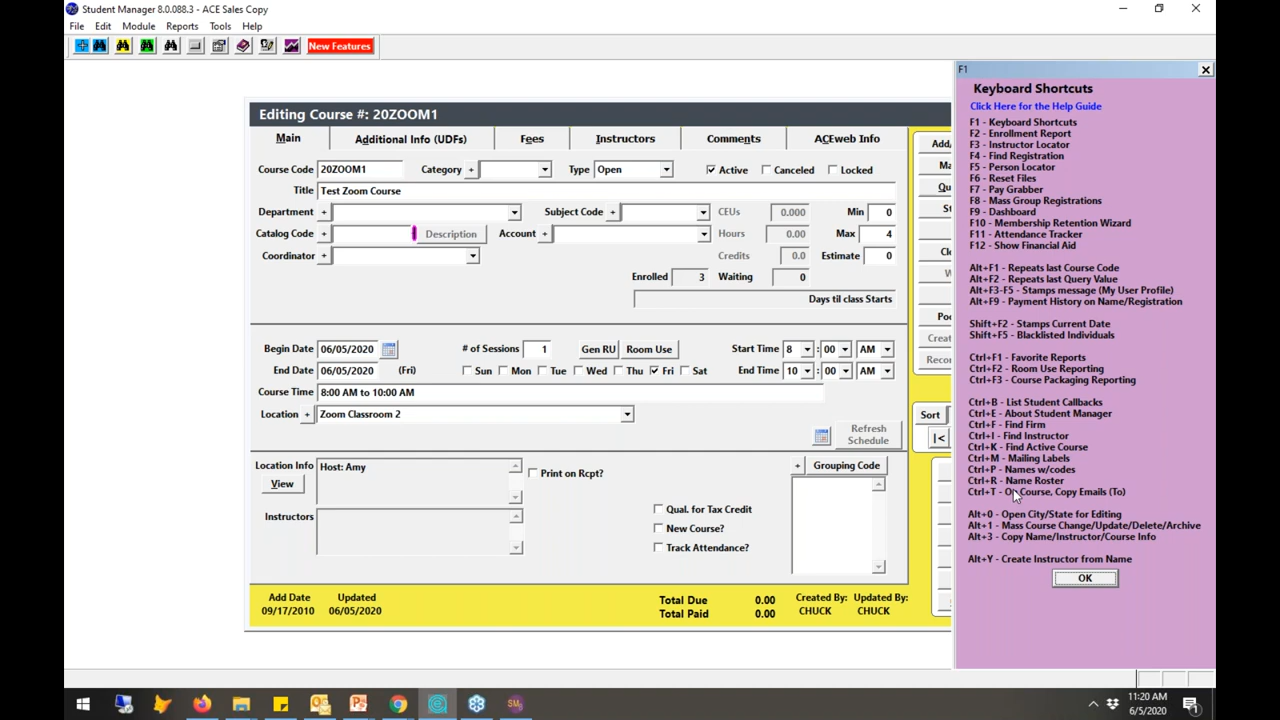 Student Manager 8.0.088.3 - ACE Sales Copy
File Edit Module Reports Tools Help
New Features
Editing Course #: 20ZOOM1
Main Additional Info (UDFs) Fees Instructors Comments ACEweb Info
Course Code 20ZOOM1 Category + Type Open Active Canceled Locked
Title Test Zoom Course
Department + Subject Code + CEUs 0.000 Min 0
Catalog Code + Description Account + Hours 0.00 Max 4
Coordinator + Credits 0.0 Estimate 0
Enrolled 3 Waiting 0
Days til class Starts
Begin Date 06/05/2020 # of Sessions 1 Gen RU Room Use Start Time 8 : 00 AM
End Date 06/05/2020 (Fri) Sun Mon Tue Wed Thu Fri Sat End Time 10 : 00 AM
Course Time 8:00 AM to 10:00 AM
Location + Zoom Classroom 2
Refresh
Schedule
Location Info Host: Amy Print on Rcpt? + Grouping Code
View
Instructors
Qual. for Tax Credit
New Course?
Track Attendance?
Add Date Updated Total Due 0.00 Created By: Updated By:
09/17/2010 06/05/2020 Total Paid 0.00 CHUCK CHUCK
Add/
Ma
Qu
St
Cl
W
Poc
Creat
Recor
Sort
|<
F1
Keyboard Shortcuts
Click Here for the Help Guide
F1 - Keyboard Shortcuts
F2 - Enrollment Report
F3 - Instructor Locator
F4 - Find Registration
F5 - Person Locator
F6 - Reset Files
F7 - Pay Grabber
F8 - Mass Group Registrations
F9 - Dashboard
F10 - Membership Retention Wizard
F11 - Attendance Tracker
F12 - Show Financial Aid
Alt+F1 - Repeats last Course Code
Alt+F2 - Repeats last Query Value
Alt+F3-F5 - Stamps message (My User Profile)
Alt+F9 - Payment History on Name/Registration
Shift+F2 - Stamps Current Date
Shift+F5 - Blacklisted Individuals
Ctrl+F1 - Favorite Reports
Ctrl+F2 - Room Use Reporting
Ctrl+F3 - Course Packaging Reporting
Ctrl+B - List Student Callbacks
Ctrl+E - About Student Manager
Ctrl+F - Find Firm
Ctrl+I - Find Instructor
Ctrl+K - Find Active Course
Ctrl+M - Mailing Labels
Ctrl+P - Names w/codes
Ctrl+R - Name Roster
Ctrl+T - On Course, Copy Emails (To)
Alt+0 - Open City/State for Editing
Alt+1 - Mass Course Change/Update/Delete/Archive
Alt+3 - Copy Name/Instructor/Course Info
Alt+Y - Create Instructor from Name
OK
11:20 AM
6/5/2020